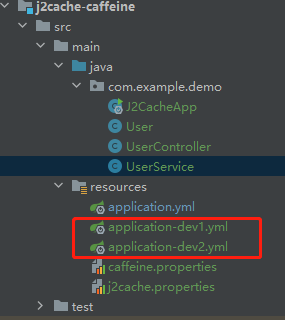 j2cache-caffeine
src
main
java
com.example.demo
J2CacheApp
User
UserController
UserService
resources
application.yml
application-dev1.yml
application-dev2.yml
caffeine.properties
j2cache.properties
test